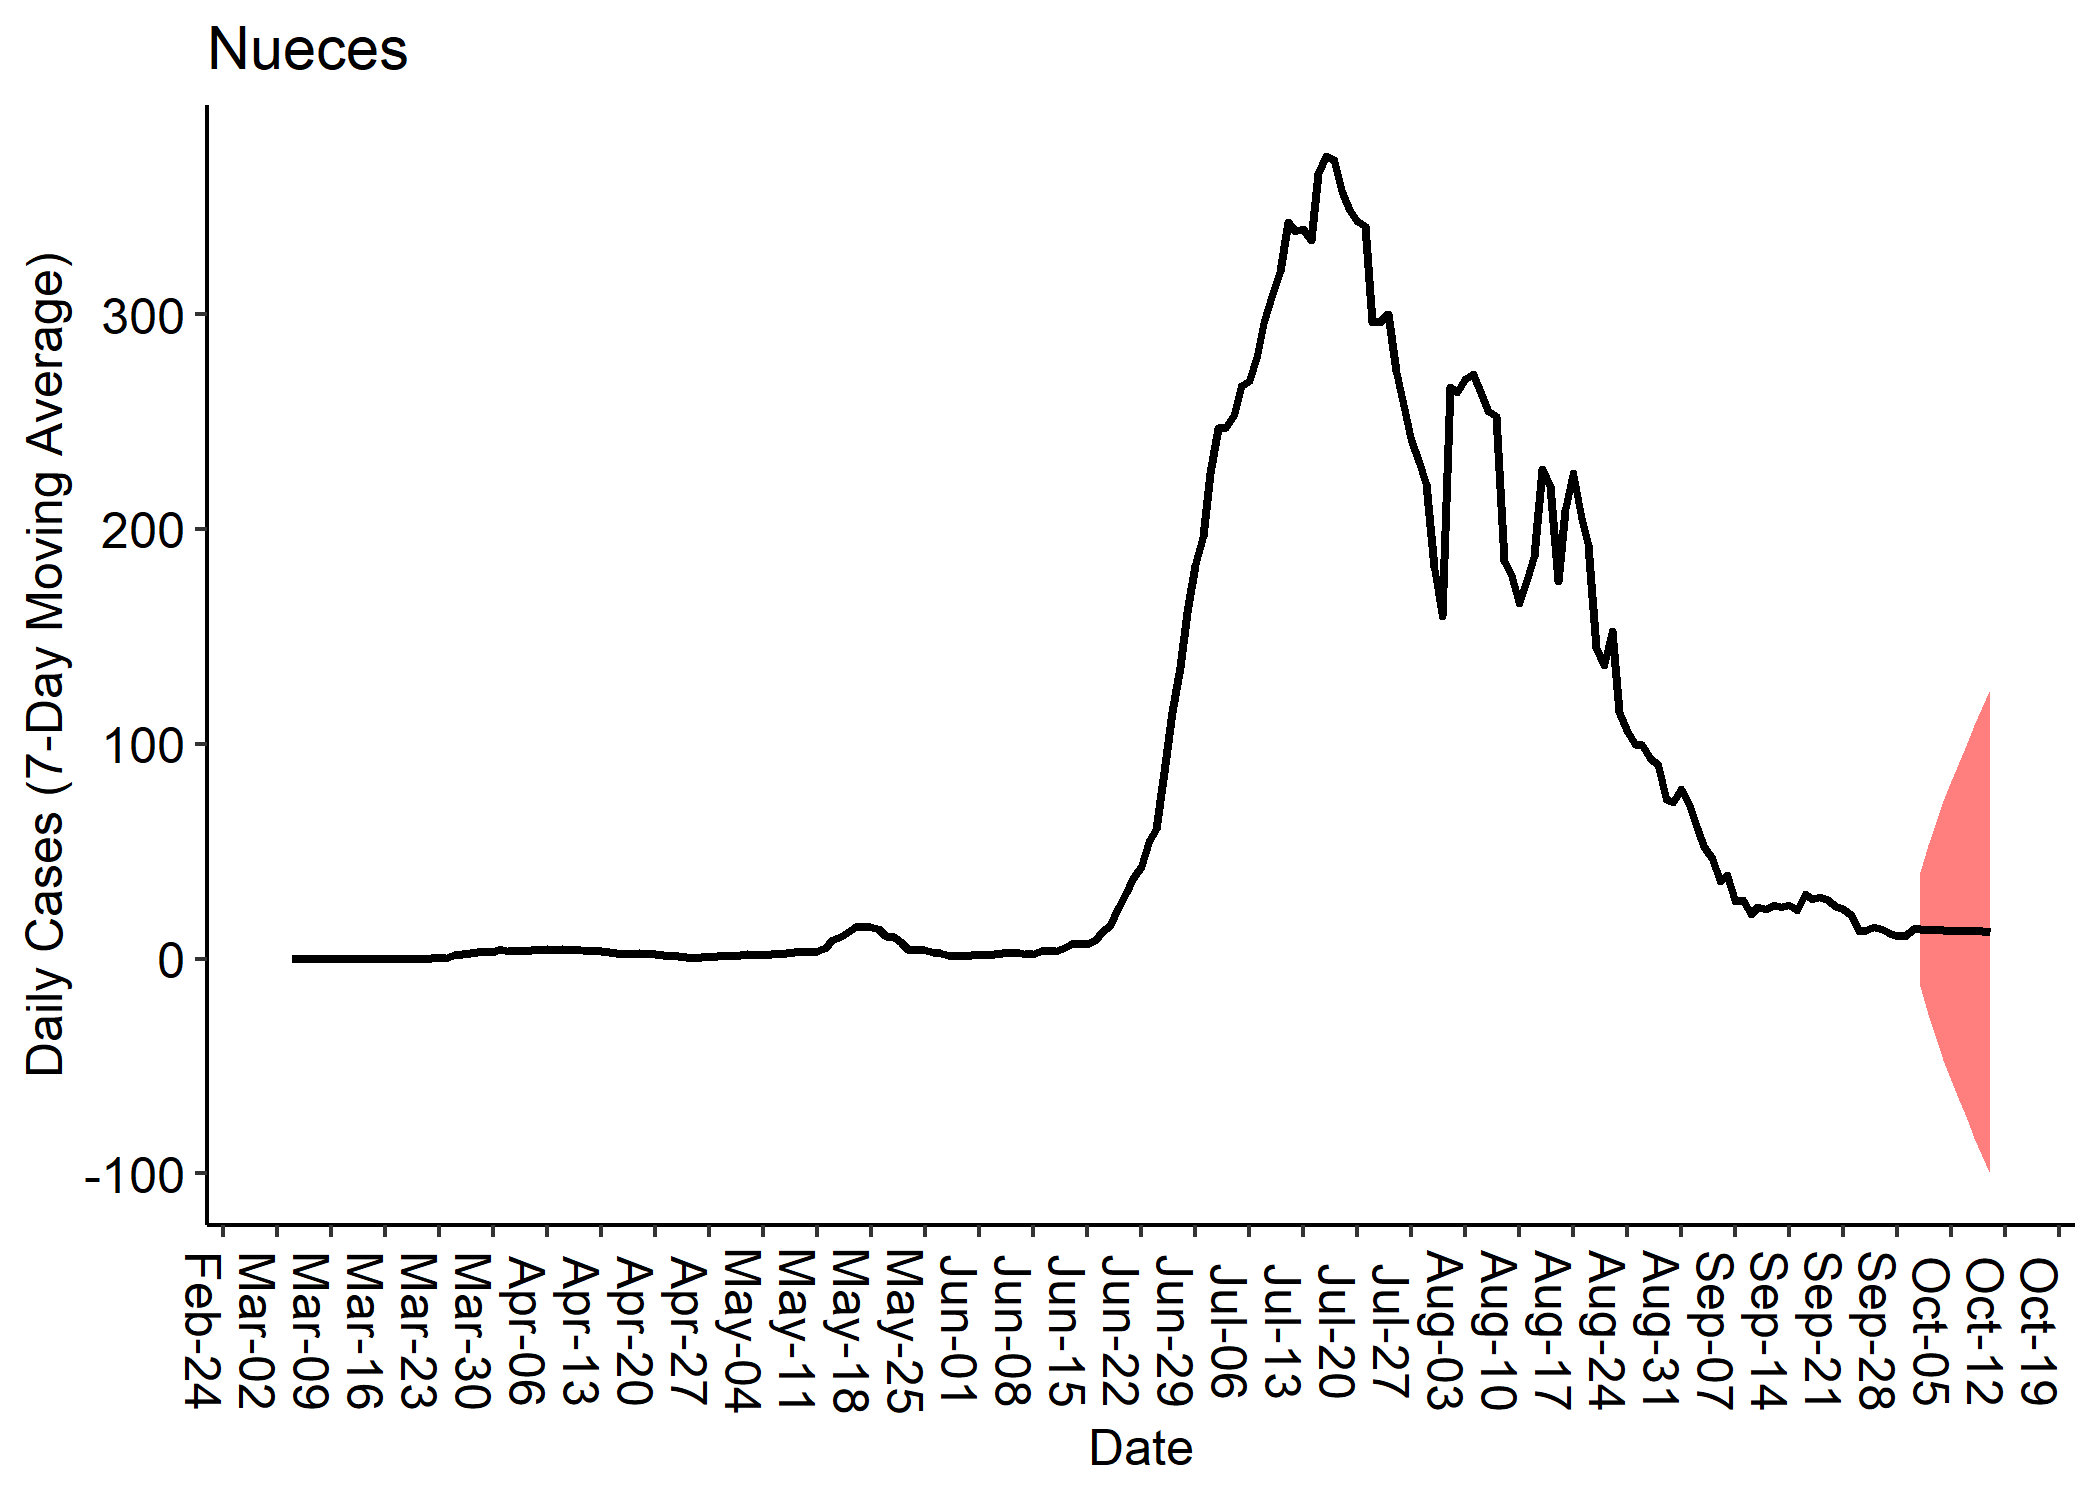 Nueces
Daily Cases (7-Day Moving Average)
300
200
100
0
-100
Feb-24
Mar-02
Mar-09
Mar-16
Mar-23
Mar-30
Apr-06
Apr-13
Apr-20
Apr-27
May-04
May-11
May-18
May-25
Jun-01
Jun-08
Jun-15
Jun-22
Jun-29
Jul-06
Jul-13
Jul-20
Jul-27
Aug-03
Aug-10
Aug-17
Aug-24
Aug-31
Sep-07
Sep-14
Sep-21
Sep-28
Oct-05
Oct-12
Oct-19
Date